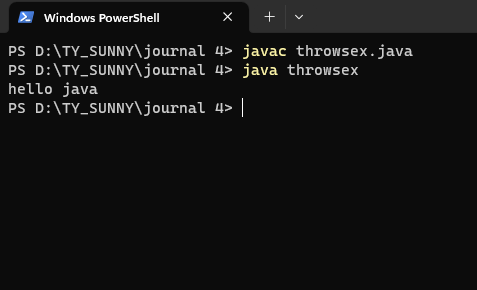 Windows PowerShell
PS D:\TY_SUNNY\journal 4> javac throwsex.java
PS D:\TY_SUNNY\journal 4> java throwsex
hello java
PS D:\TY_SUNNY\journal 4>